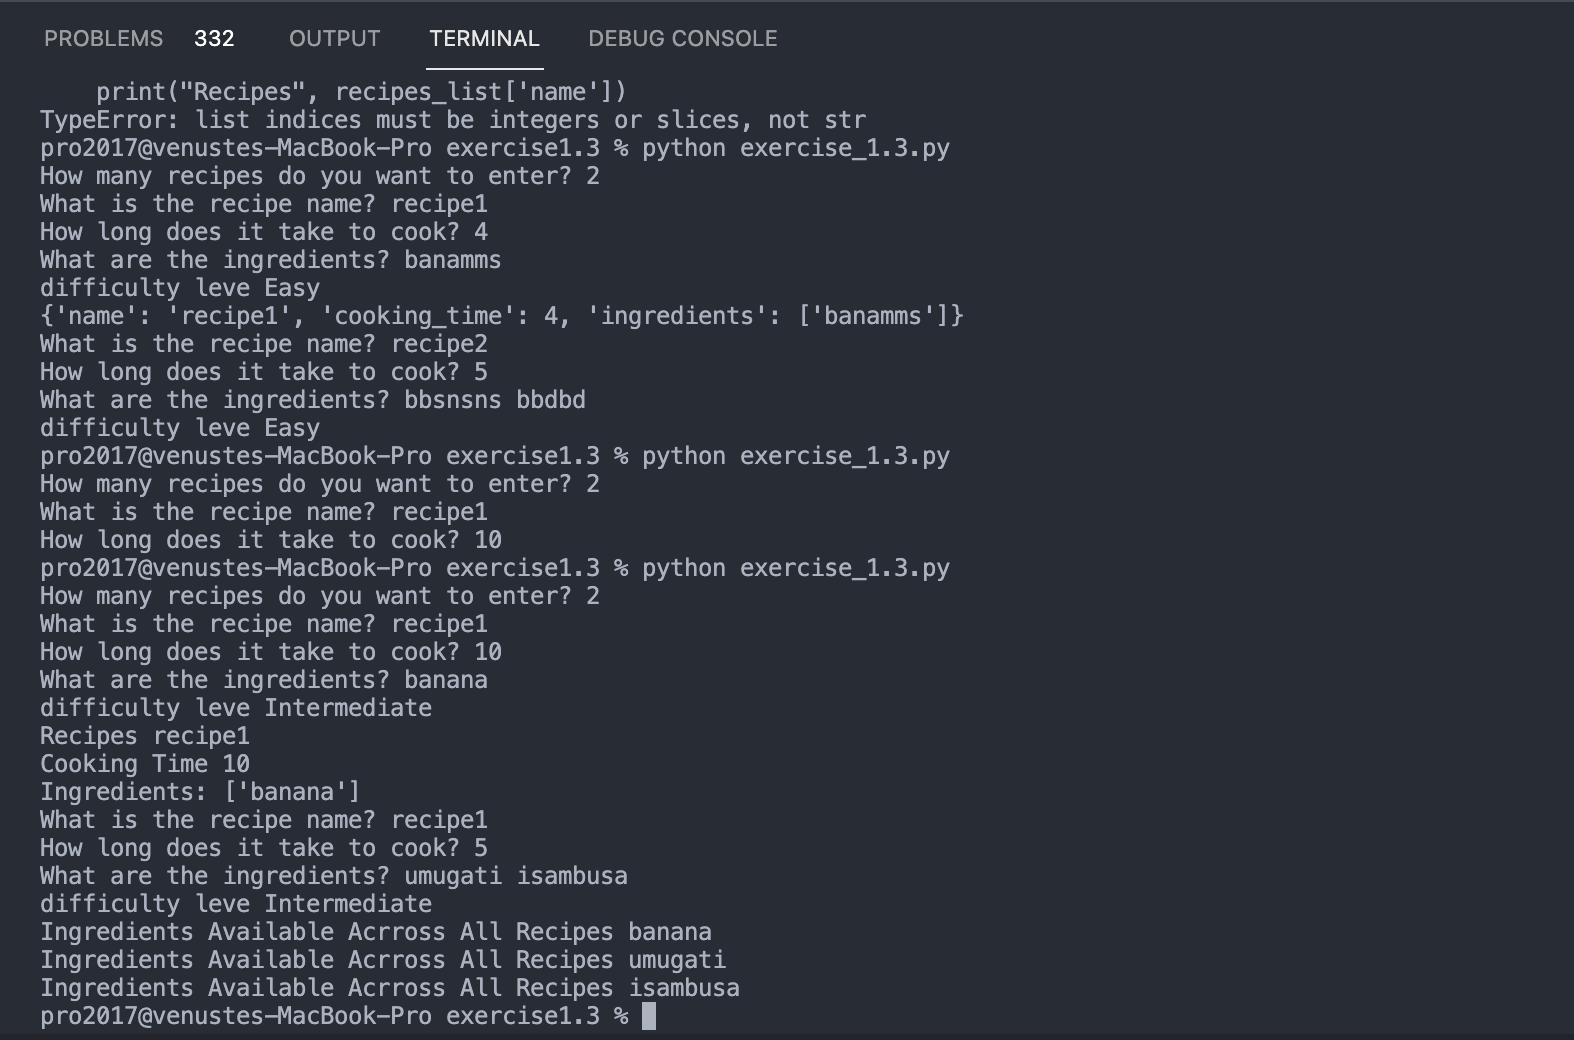 PROBLEMS 332 OUTPUT TERMINAL DEBUG CONSOLE
    print("Recipes", recipes_list['name'])
TypeError: list indices must be integers or slices, not str
pro2017@venustes-MacBook-Pro exercise1.3 % python exercise_1.3.py
How many recipes do you want to enter? 2
What is the recipe name? recipe1
How long does it take to cook? 4
What are the ingredients? banamms
difficulty leve Easy
{'name': 'recipe1', 'cooking_time': 4, 'ingredients': ['banamms']}
What is the recipe name? recipe2
How long does it take to cook? 5
What are the ingredients? bbsnsns bbdbd
difficulty leve Easy
pro2017@venustes-MacBook-Pro exercise1.3 % python exercise_1.3.py
How many recipes do you want to enter? 2
What is the recipe name? recipe1
How long does it take to cook? 10
pro2017@venustes-MacBook-Pro exercise1.3 % python exercise_1.3.py
How many recipes do you want to enter? 2
What is the recipe name? recipe1
How long does it take to cook? 10
What are the ingredients? banana
difficulty leve Intermediate
Recipes recipe1
Cooking Time 10
Ingredients: ['banana']
What is the recipe name? recipe1
How long does it take to cook? 5
What are the ingredients? umugati isambusa
difficulty leve Intermediate
Ingredients Available Acrross All Recipes banana
Ingredients Available Acrross All Recipes umugati
Ingredients Available Acrross All Recipes isambusa
pro2017@venustes-MacBook-Pro exercise1.3 %